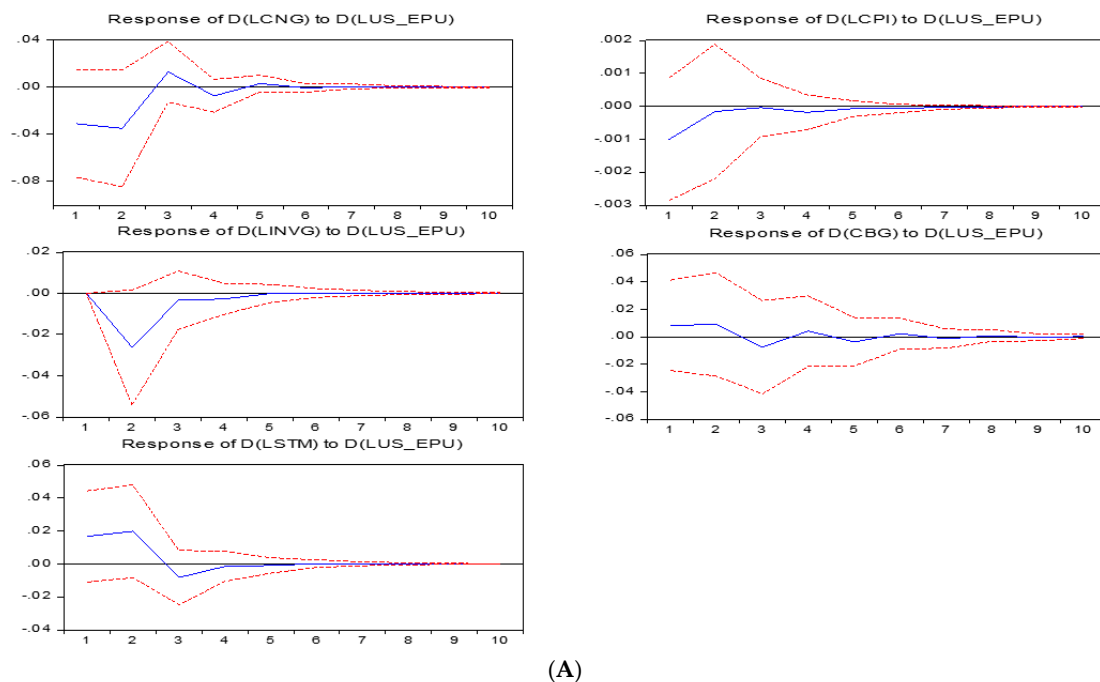 Response of D(LCNG) to D(LUS_EPU)
.04
.00
-.04
-.08
1 2 3 4 5 6 7 8 9 10
Response of D(LCPI) to D(LUS_EPU)
.002
.001
.000
-.001
-.002
-.003
1 2 3 4 5 6 7 8 9 10
Response of D(LINVG) to D(LUS_EPU)
.02
.00
-.02
-.04
-.06
1 2 3 4 5 6 7 8 9 10
Response of D(CBG) to D(LUS_EPU)
.06
.04
.02
.00
-.02
-.04
-.06
1 2 3 4 5 6 7 8 9 10
Response of D(LSTM) to D(LUS_EPU)
.06
.04
.02
.00
-.02
-.04
1 2 3 4 5 6 7 8 9 10
(A)